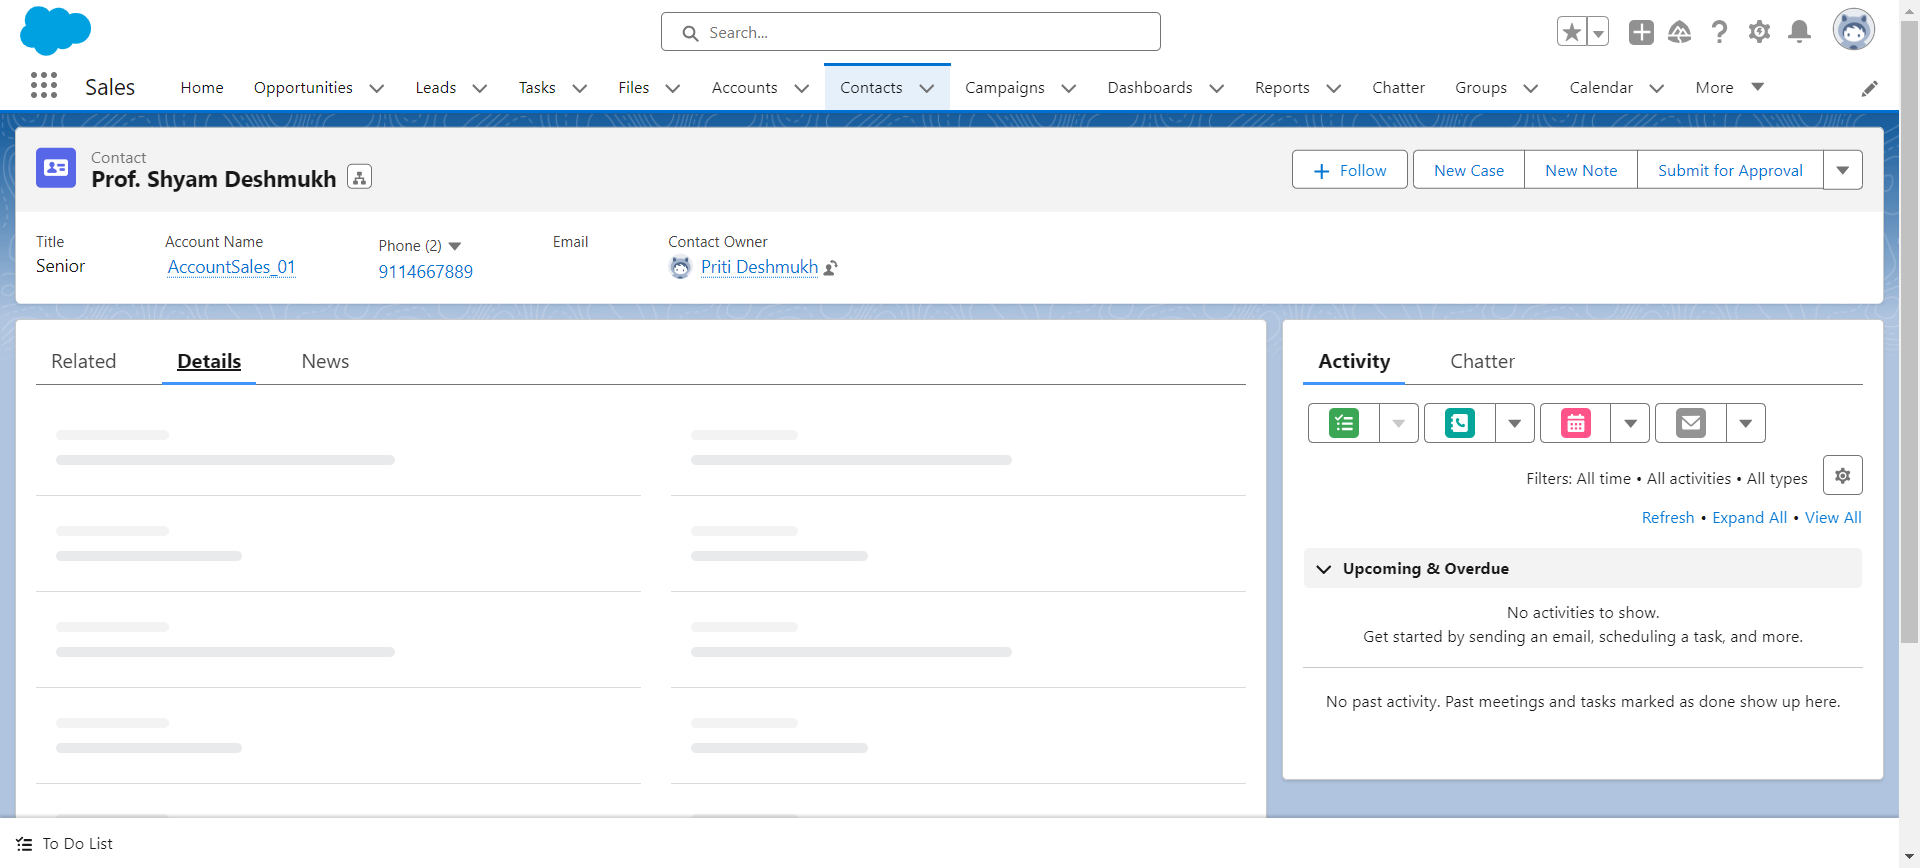 Search...
Sales
Home
Opportunities
Leads
Tasks
Files
Accounts
Contacts
Campaigns
Dashboards
Reports
Chatter
Groups
Calendar
More
Contact
Prof. Shyam Deshmukh
Follow
New Case
New Note
Submit for Approval
Title
Senior
Account Name
AccountSales_01
Phone (2)
9114667889
Email
Contact Owner
Priti Deshmukh
Related
Details
News
Activity
Chatter
Filters: All time • All activities • All types
Refresh • Expand All • View All
Upcoming & Overdue
No activities to show.
Get started by sending an email, scheduling a task, and more.
No past activity. Past meetings and tasks marked as done show up here.
To Do List